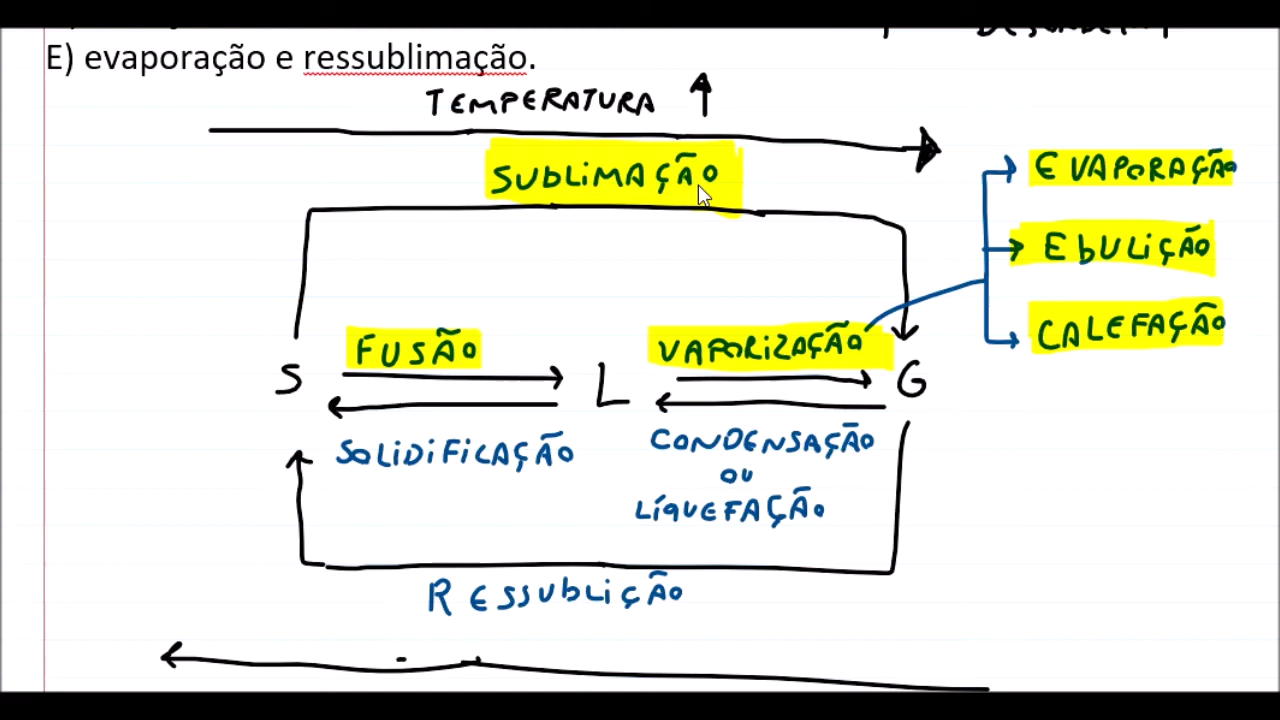 E) evaporação e ressublimação.
TEMPERATURA
SUBLIMAÇÃO
EVAPORAÇÃO
EBULIÇÃO
CALEFAÇÃO
FUSÃO
VAPORIZAÇÃO
S
L
G
SOLIDIFICAÇÃO
CONDENSAÇÃO
OU
LÍQUEFAÇÃO
RESSUBLIÇÃO